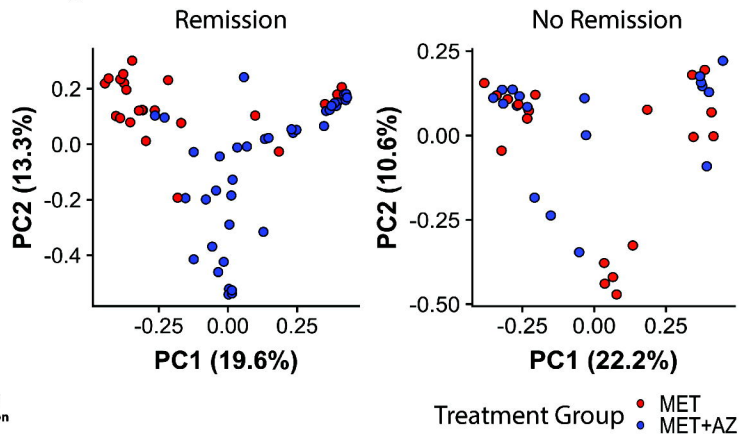 Remission
No Remission
PC2 (13.3%)
0.2
0.0
-0.2
-0.4
-0.25
0.00
0.25
PC1 (19.6%)
PC2 (10.6%)
0.25
0.00
-0.25
-0.50
-0.25
0.00
0.25
PC1 (22.2%)
on
Treatment Group
MET
MET+AZ